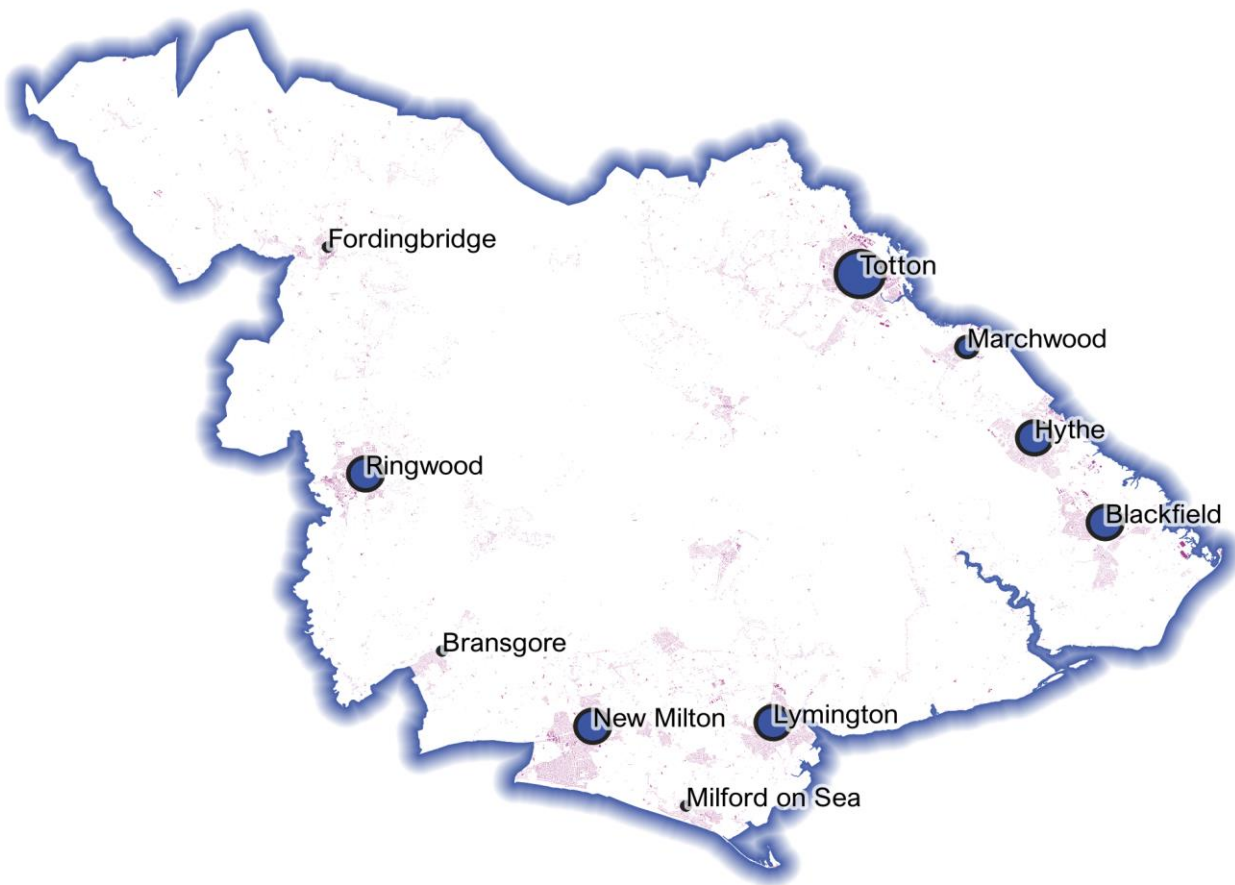 Fordingbridge
Totton
Marchwood
Hythe
Ringwood
Blackfield
Bransgore
New Milton
Lymington
Milford on Sea